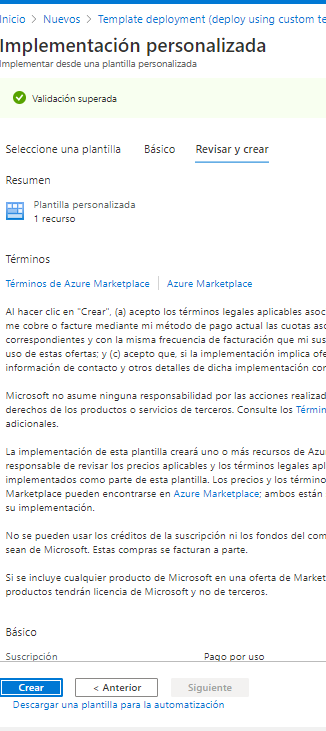 Inicio > Nuevos > Template deployment (deploy using custom te
Implementación personalizada
Implementar desde una plantilla personalizada
Validación superada
Seleccione una plantilla Básico Revisar y crear
Resumen
Plantilla personalizada
1 recurso
Términos
Términos de Azure Marketplace | Azure Marketplace
Al hacer clic en "Crear", (a) acepto los términos legales aplicables asoc
me cobre o facture mediante mi método de pago actual las cuotas aso
correspondientes y con la misma frecuencia de facturación que mi sus
uso de estas ofertas; y (c) acepto que, si la implementación implica ofe
información de contacto y otros detalles de dicha implementación con
Microsoft no asume ninguna responsabilidad por las acciones realizad
derechos de los productos o servicios de terceros. Consulte los Términ
adicionales.
La implementación de esta plantilla creará uno o más recursos de Azu
responsable de revisar los precios aplicables y los términos legales apl
implementados como parte de esta plantilla. Los precios y los término
Marketplace pueden encontrarse en Azure Marketplace; ambos están
su implementación.
No se pueden usar los créditos de la suscripción ni los fondos del com
sean de Microsoft. Estas compras se facturan a parte.
Si se incluye cualquier producto de Microsoft en una oferta de Market
productos tendrán licencia de Microsoft y no de terceros.
Básico
Suscripción Pago por uso
Crear < Anterior Siguiente
Descargar una plantilla para la automatización